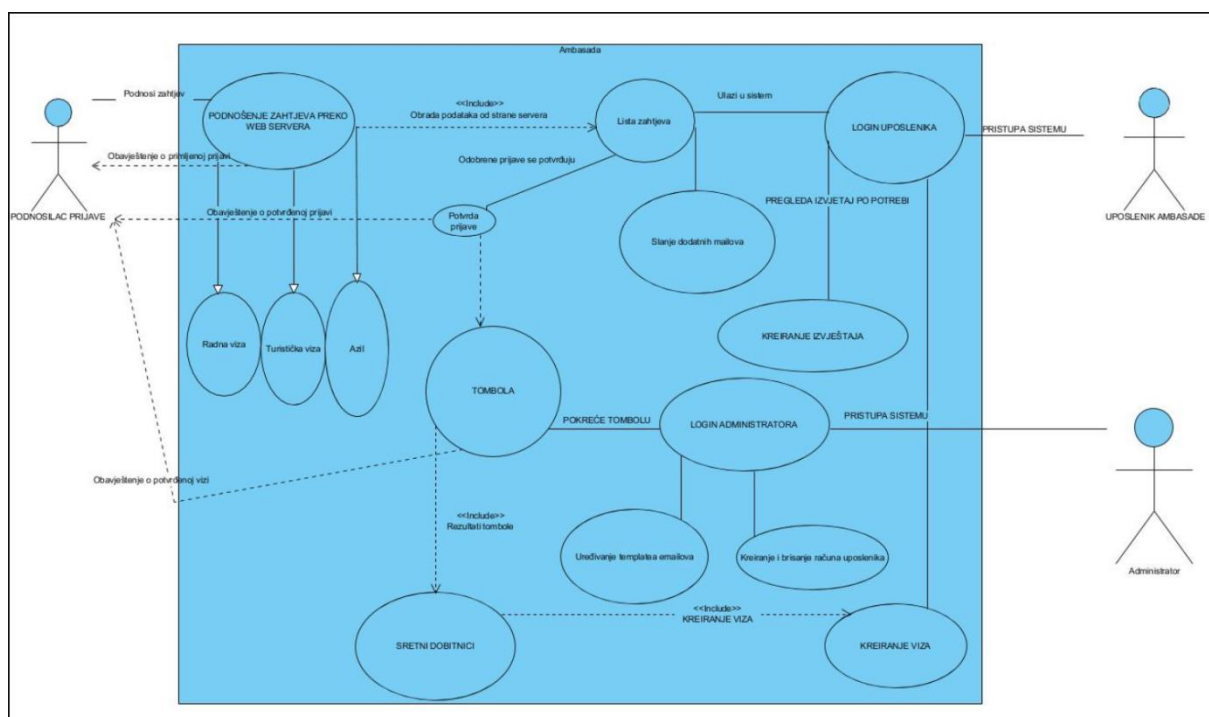 Ambasada
Podnosi zahtjev
PODNOŠENJE ZAHTJEVA PREKO
WEB SERVERA
<<Include>>
Obrada podataka od strane servera
Lista zahtjeva
Ulazi u sistem
LOGIN UPOSLENIKA
PRISTUPA SISTEMU
Obavještenje o primljenoj prijavi
Odobrene prijave se potvrđuju
PODNOSILAC PRIJAVE
Obavještenje o potvrđenoj prijavi
Potvrda
prijave
PREGLEDA IZVJETAJ PO POTREBI
UPOSLENIK AMBASADE
Slanje dodatnih mailova
Radna viza
Turistička viza
Azil
KREIRANJE IZVJEŠTAJA
TOMBOLA
POKREĆE TOMBOLU
LOGIN ADMINISTRATORA
PRISTUPA SISTEMU
Obavještenje o potvrđenoj vizi
<<Include>>
Rezultati tombole
Uređivanje templatea emailova
Kreiranje i brisanje računa uposlenika
Administrator
<<Include>>
KREIRANJE VIZA
SRETNI DOBITNICI
KREIRANJE VIZA